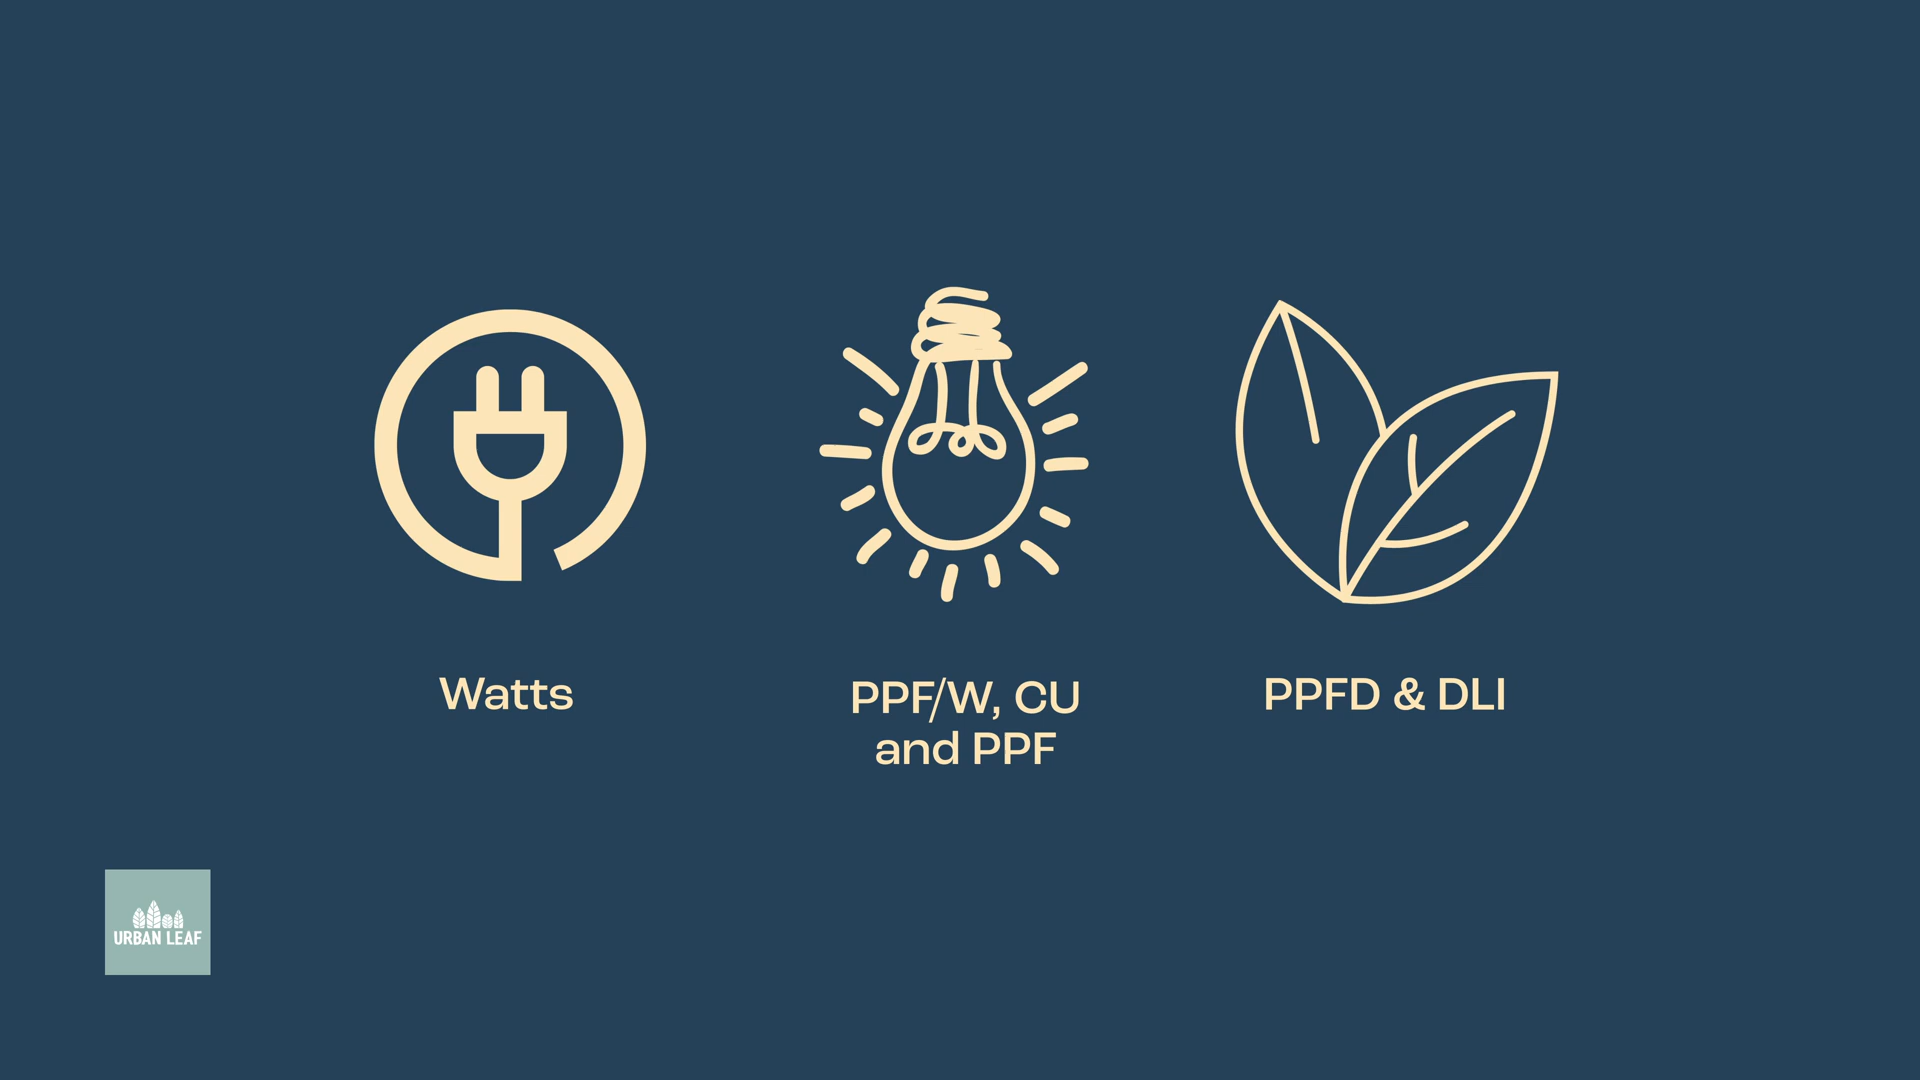 Watts
PPF/W, CU
and PPF
PPFD & DLI
URBAN LEAF